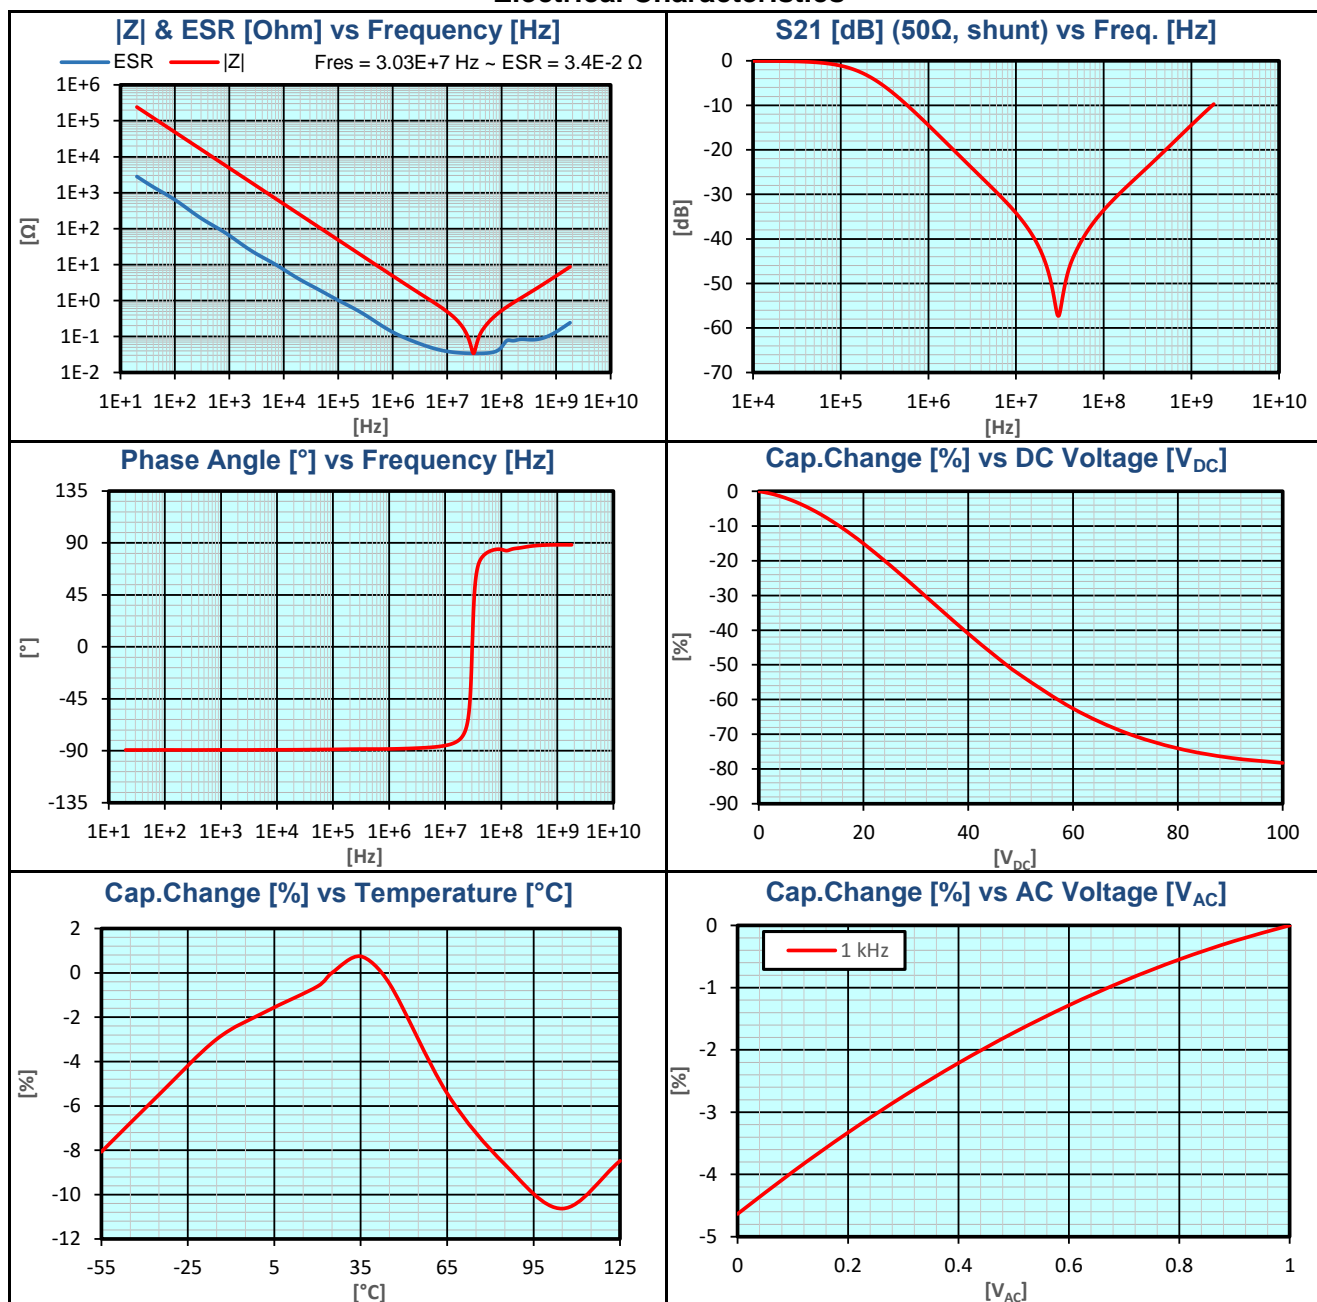 |Z| & ESR [Ohm] vs Frequency [Hz]
ESR |Z| Fres = 3.03E+7 Hz ~ ESR = 3.4E-2 Ω
1E+6
1E+5
1E+4
1E+3
1E+2
1E+1
1E+0
1E-1
1E-2
[Ω]
1E+1 1E+2 1E+3 1E+4 1E+5 1E+6 1E+7 1E+8 1E+9 1E+10
[Hz]
S21 [dB] (50Ω, shunt) vs Freq. [Hz]
0
-10
-20
-30
-40
-50
-60
-70
[dB]
1E+4 1E+5 1E+6 1E+7 1E+8 1E+9 1E+10
[Hz]
Phase Angle [°] vs Frequency [Hz]
135
90
45
0
-45
-90
-135
[°]
1E+1 1E+2 1E+3 1E+4 1E+5 1E+6 1E+7 1E+8 1E+9 1E+10
[Hz]
Cap.Change [%] vs DC Voltage [VDC]
0
-10
-20
-30
-40
-50
-60
-70
-80
-90
[%]
0 20 40 60 80 100
[VDC]
Cap.Change [%] vs Temperature [°C]
2
0
-2
-4
-6
-8
-10
-12
[%]
-55 -25 5 35 65 95 125
[°C]
Cap.Change [%] vs AC Voltage [VAC]
1 kHz
0
-1
-2
-3
-4
-5
[%]
0 0.2 0.4 0.6 0.8 1
[VAC]